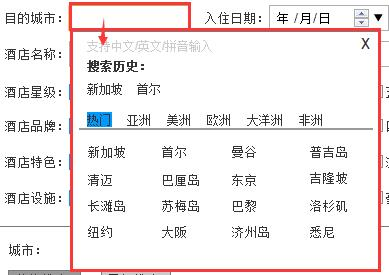 目的城市： 入住日期： 年 /月/日
支持中文/英文/拼音输入 X
酒店名称：
搜索历史：
新加坡 首尔
酒店星级：
热门 亚洲 美洲 欧洲 大洋洲 非洲
酒店品牌：
新加坡 首尔 曼谷 普吉岛
酒店特色：
清迈 巴厘岛 东京 吉隆坡
酒店设施：
长滩岛 苏梅岛 巴黎 洛杉矶
纽约 大阪 济州岛 悉尼
城市：